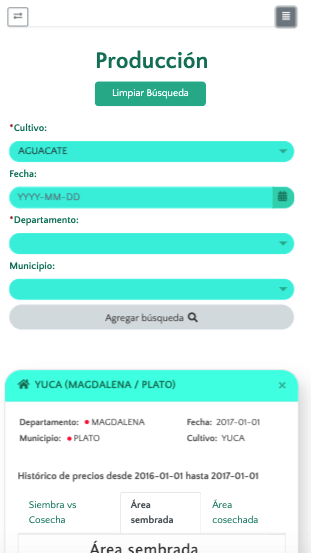 Producción
Limpiar Búsqueda
*Cultivo:
AGUACATE
Fecha:
YYYY-MM-DD
*Departamento:
Municipio:
Agregar búsqueda
YUCA (MAGDALENA / PLATO) ×
Departamento: MAGDALENA Fecha: 2017-01-01
Municipio: PLATO Cultivo: YUCA
Histórico de precios desde 2016-01-01 hasta 2017-01-01
Siembra vs Cosecha
Área sembrada
Área cosechada
Área sembrada